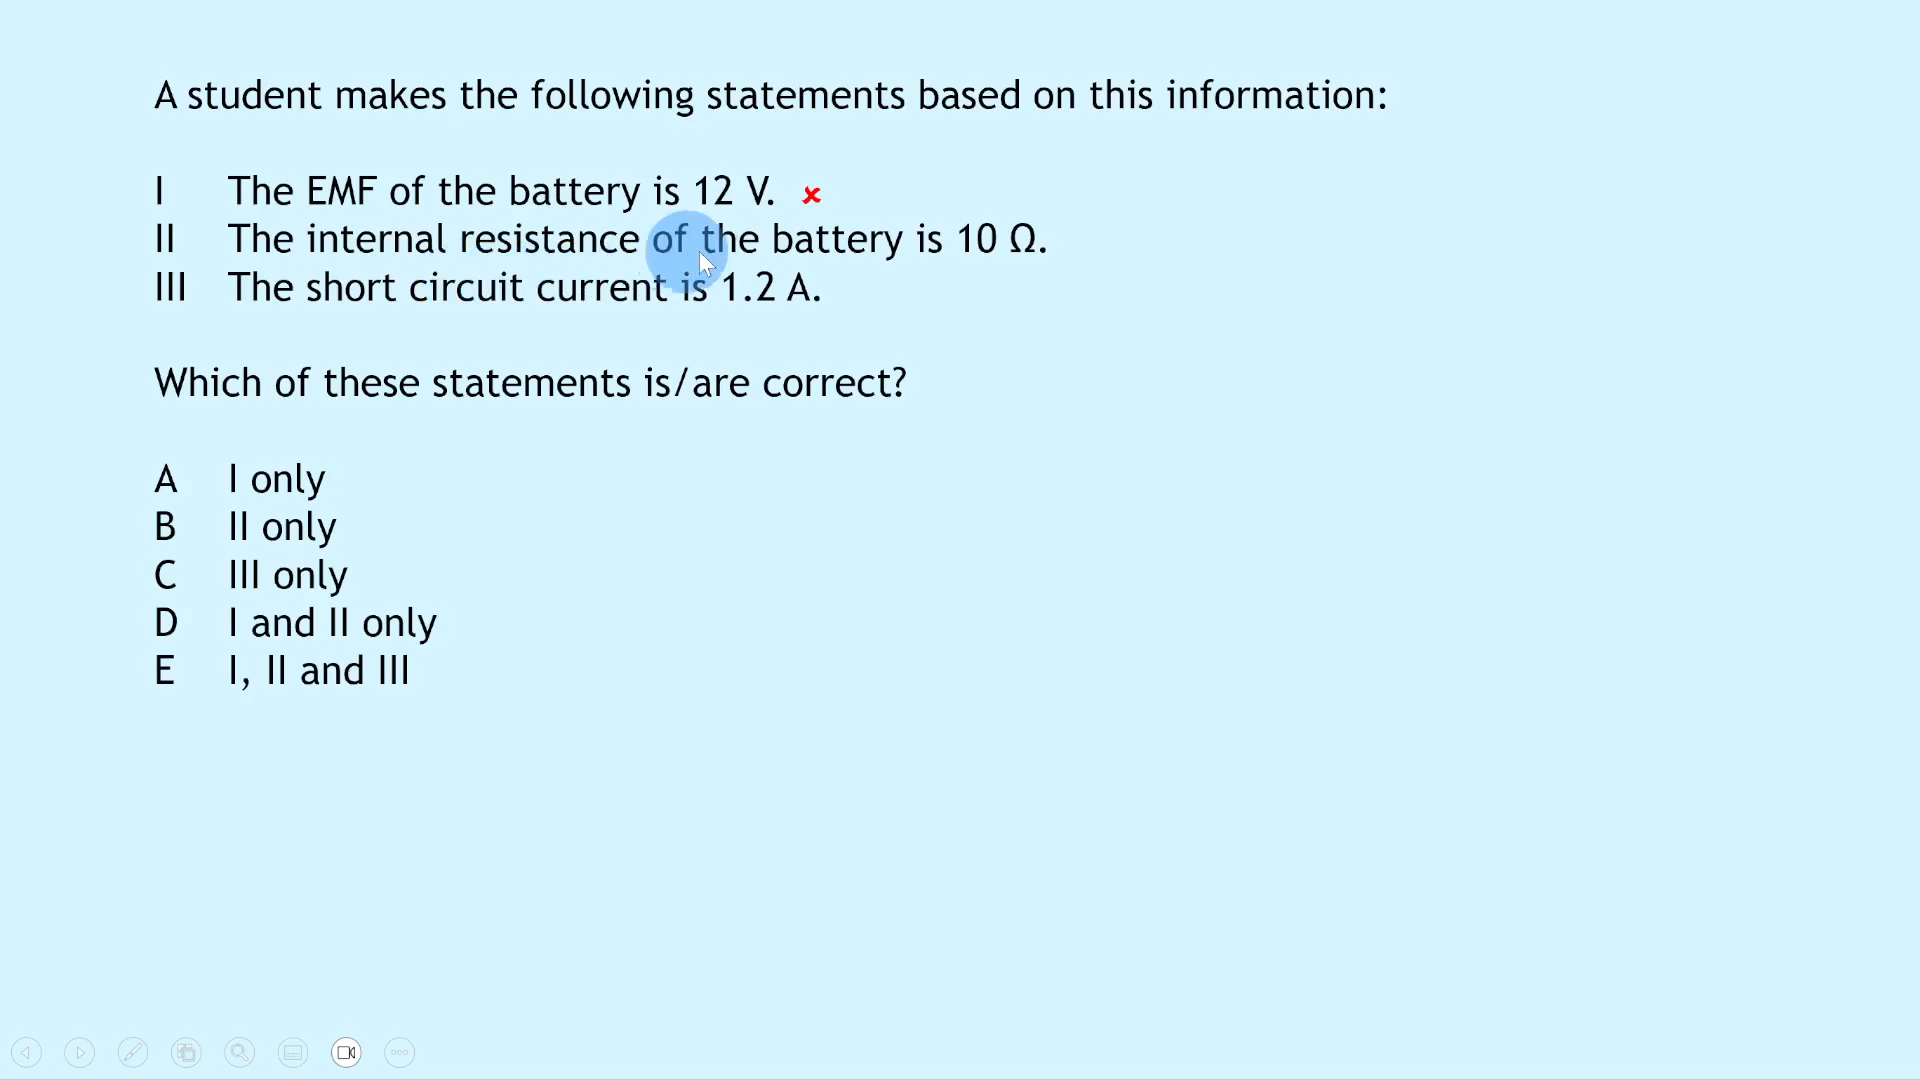 A student makes the following statements based on this information:
I The EMF of the battery is 12 V. ×
II The internal resistance of the battery is 10 Ω.
III The short circuit current is 1.2 A.
Which of these statements is/are correct?
A I only
B II only
C III only
D I and II only
E I, II and III